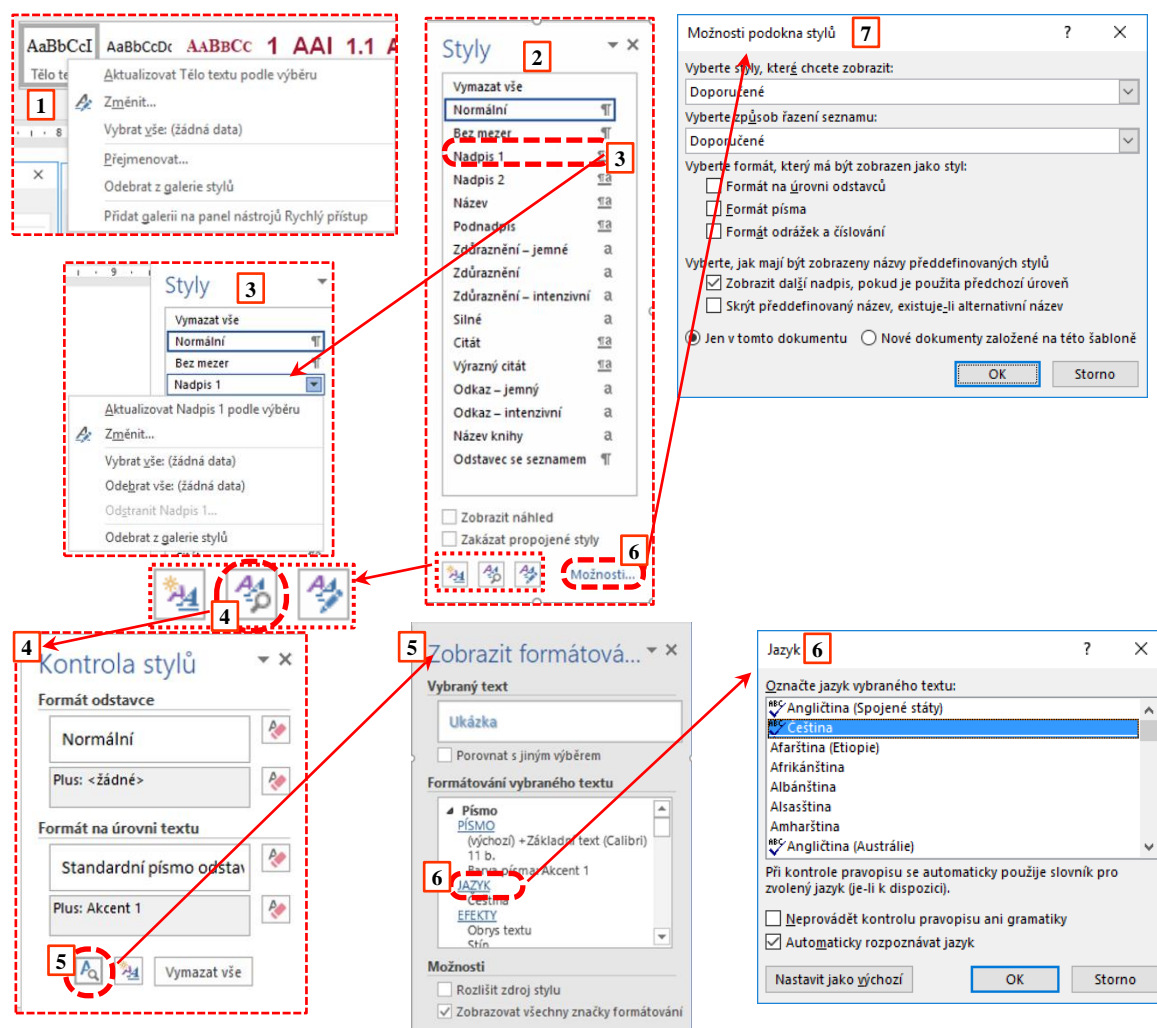 AaBbCcI AaBbCcDc AABBCC 1 AAI 1.1
Tělo te
1
Aktualizovat Tělo textu podle výběru
Změnit...
Vybrat vše: (žádná data)
Přejmenovat...
Odebrat z galerie stylů
Přidat galerii na panel nástrojů Rychlý přístup
8
Styly
2
Vymazat vše
Normální
Bez mezer
Nadpis 1
3
Nadpis 2
Název
Podnadpis
Zdůraznění – jemné
Zdůraznění
Zdůraznění – intenzivní
Silné
Citát
Výrazný citát
Odkaz – jemný
Odkaz – intenzivní
Název knihy
Odstavec se seznamem
Zobrazit náhled
Zakázat propojené styly
6
Možnosti...
Možnosti podokna stylů
7
Vyberte styly, které chcete zobrazit:
Doporučené
Vyberte způsob řazení seznamu:
Doporučené
Vyberte formát, který má být zobrazen jako styl:
Formát na úrovni odstavců
Formát písma
Formát odrážek a číslování
Vyberte, jak mají být zobrazeny názvy předdefinovaných stylů
Zobrazit další nadpis, pokud je použita předchozí úroveň
Skrýt předdefinovaný název, existuje-li alternativní název
Jen v tomto dokumentu Nové dokumenty založené na této šabloně
OK Storno
9
Styly
3
Vymazat vše
Normální
Bez mezer
Nadpis 1
Aktualizovat Nadpis 1 podle výběru
Změnit...
Vybrat vše: (žádná data)
Odebrat vše: (žádná data)
Odstranit Nadpis 1...
Odebrat z galerie stylů
4
4
Kontrola stylů
Formát odstavce
Normální
Plus: <žádné>
Formát na úrovni textu
Standardní písmo odstav
Plus: Akcent 1
5
Vymazat vše
5
Zobrazit formátová...
Vybraný text
Ukázka
Porovnat s jiným výběrem
Formátování vybraného textu
Písmo
PÍSMO
(výchozí) +Základní text (Calibri)
11 b.
Barva písma: Akcent 1
6
JAZYK
Čeština
EFEKTY
Obrys textu
Stín
Možnosti
Rozlišit zdroj stylu
Zobrazovat všechny značky formátování
Jazyk
6
Označte jazyk vybraného textu:
Angličtina (Spojené státy)
Čeština
Afarština (Etiopie)
Afrikánština
Albánština
Alsasština
Amharština
Angličtina (Austrálie)
Při kontrole pravopisu se automaticky použije slovník pro
zvolený jazyk (je-li k dispozici).
Neprovádět kontrolu pravopisu ani gramatiky
Automaticky rozpoznávat jazyk
Nastavit jako výchozí OK Storno